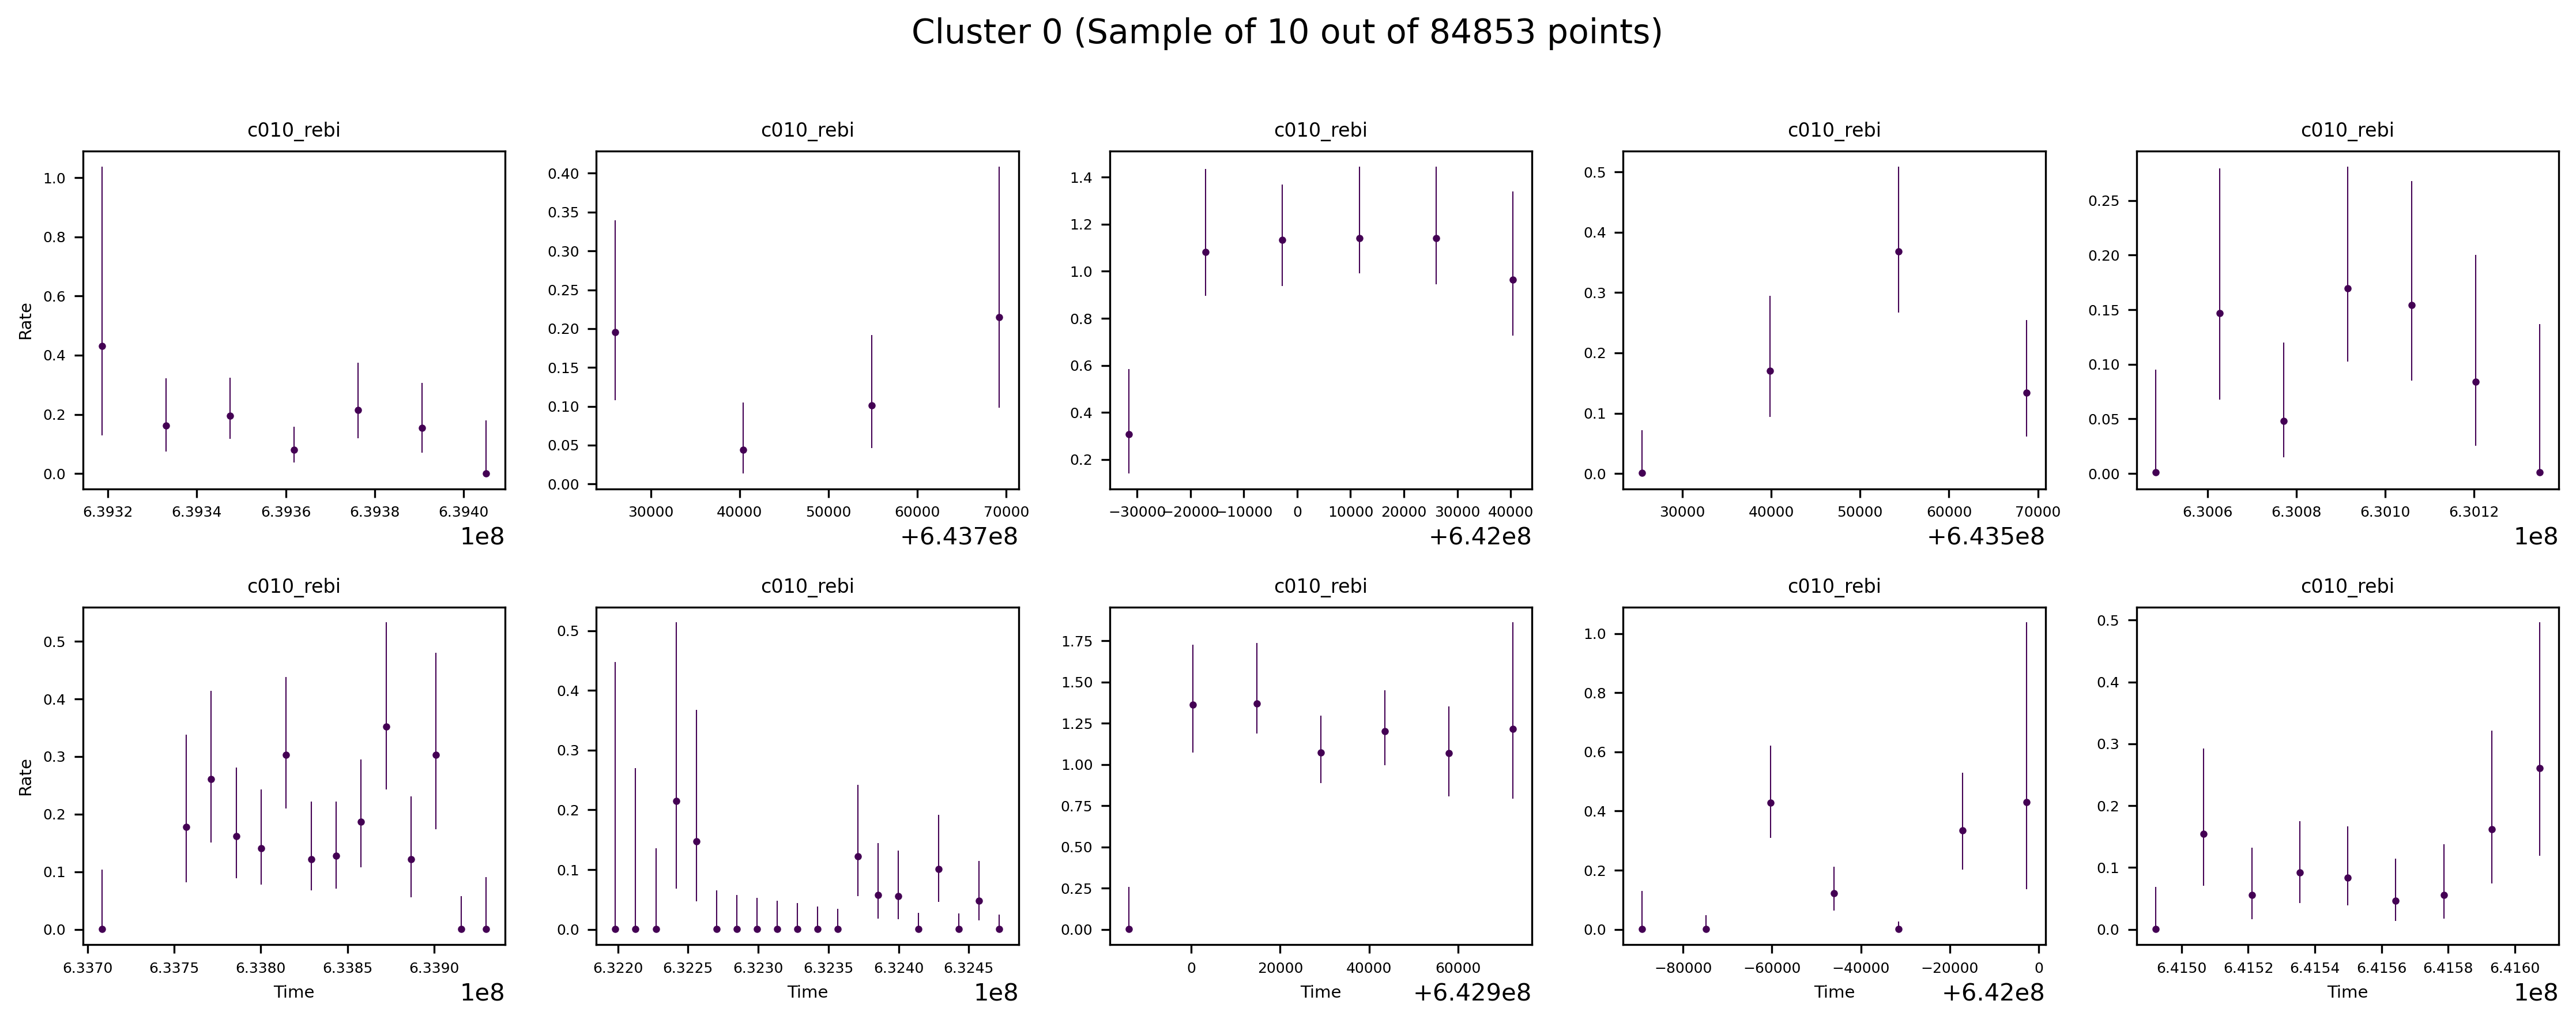 Cluster 0 (Sample of 10 out of 84853 points)
c010_rebi c010_rebi c010_rebi c010_rebi c010_rebi
Rate
1.0
0.8
0.6
0.4
0.2
0.0
6.3932 6.3934 6.3936 6.3938 6.3940
1e8
0.40
0.35
0.30
0.25
0.20
0.15
0.10
0.05
0.00
30000 40000 50000 60000 70000
+6.437e8
1.4
1.2
1.0
0.8
0.6
0.4
0.2
−30000 −20000 −10000 0 10000 20000 30000 40000
+6.42e8
0.5
0.4
0.3
0.2
0.1
0.0
30000 40000 50000 60000 70000
+6.435e8
0.25
0.20
0.15
0.10
0.05
0.00
6.3006 6.3008 6.3010 6.3012
1e8
c010_rebi c010_rebi c010_rebi c010_rebi c010_rebi
Rate
0.5
0.4
0.3
0.2
0.1
0.0
6.3370 6.3375 6.3380 6.3385 6.3390
Time
1e8
0.5
0.4
0.3
0.2
0.1
0.0
6.3220 6.3225 6.3230 6.3235 6.3240 6.3245
Time
1e8
1.75
1.50
1.25
1.00
0.75
0.50
0.25
0.00
0 20000 40000 60000
Time
+6.429e8
1.0
0.8
0.6
0.4
0.2
0.0
−80000 −60000 −40000 −20000 0
Time
+6.42e8
0.5
0.4
0.3
0.2
0.1
0.0
6.4150 6.4152 6.4154 6.4156 6.4158 6.4160
Time
1e8